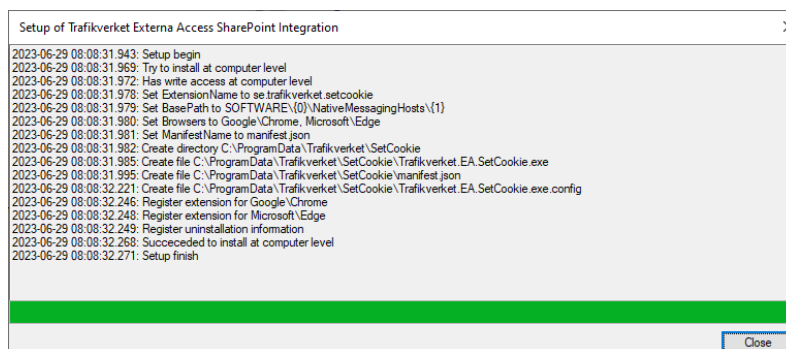 Setup of Trafikverket Externa Access SharePoint Integration
2023-06-29 08:08:31.943: Setup begin
2023-06-29 08:08:31.969: Try to install at computer level
2023-06-29 08:08:31.972: Has write access at computer level
2023-06-29 08:08:31.978: Set ExtensionName to se.trafikverket.setcookie
2023-06-29 08:08:31.979: Set BasePath to SOFTWARE\{0}\NativeMessagingHosts\{1}
2023-06-29 08:08:31.980: Set Browsers to Google\Chrome, Microsoft\Edge
2023-06-29 08:08:31.981: Set ManifestName to manifest.json
2023-06-29 08:08:31.982: Create directory C:\ProgramData\Trafikverket\SetCookie
2023-06-29 08:08:31.985: Create file C:\ProgramData\Trafikverket\SetCookie\Trafikverket.EA.SetCookie.exe
2023-06-29 08:08:31.995: Create file C:\ProgramData\Trafikverket\SetCookie\manifest.json
2023-06-29 08:08:32.221: Create file C:\ProgramData\Trafikverket\SetCookie\Trafikverket.EA.SetCookie.exe.config
2023-06-29 08:08:32.246: Register extension for Google\Chrome
2023-06-29 08:08:32.248: Register extension for Microsoft\Edge
2023-06-29 08:08:32.249: Register uninstallation information
2023-06-29 08:08:32.268: Succeceded to install at computer level
2023-06-29 08:08:32.271: Setup finish
Close